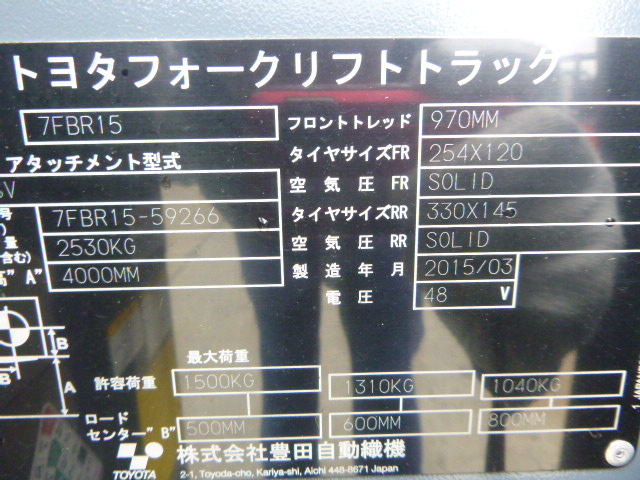 トヨタフォークリフトトラック
7FBR15
フロントトレッド 970MM
アタッチメント型式
タイヤサイズFR 254X120
V
空気圧FR SOLID
号 7FBR15-59266
タイヤサイズRR 330X145
量 2530KG
含む)
空気圧RR SOLID
高"A" 4000MM
製造年月 2015/03
電圧 48 V
B
B
A
最大荷重
許容荷重 1500KG 1310KG 1040KG
ロード
センター"B" 500MM 600MM 800MM
TOYOTA
株式会社豊田自動織機
2-1, Toyoda-cho, Kariya-shi, Aichi 448-8671 Japan